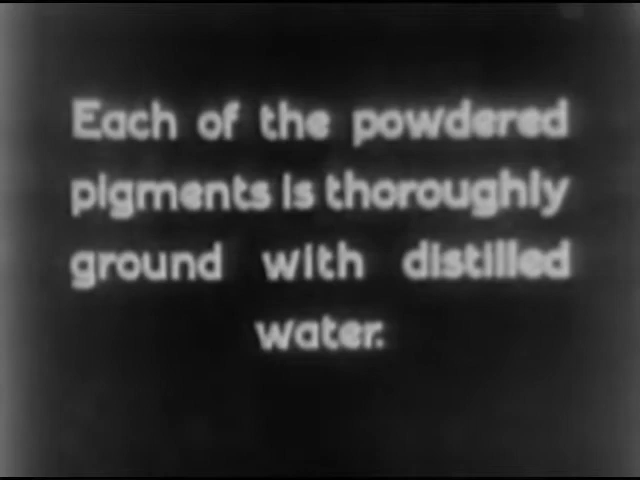 Each of the powdered
pigments is thoroughly
ground with distilled
water.